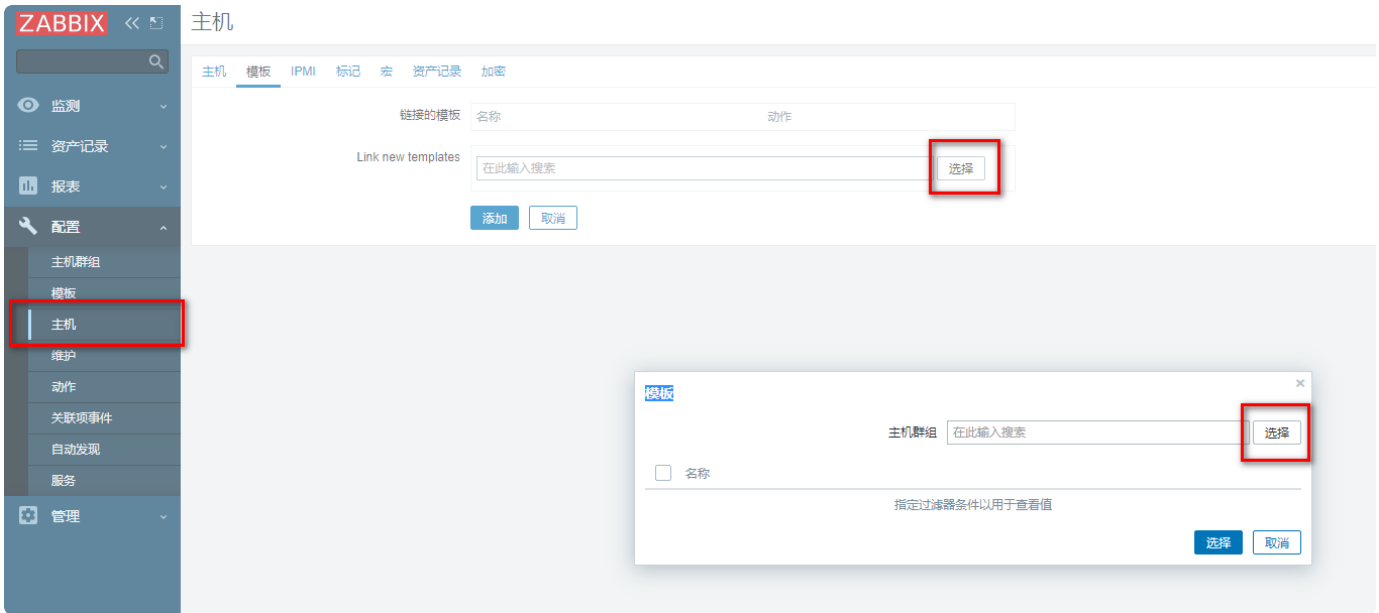 ZABBIX
主机
主机 模板 IPMI 标记 宏 资产记录 加密
监测
资产记录
报表
配置
主机群组
模板
主机
维护
动作
关联项事件
自动发现
服务
管理
链接的模板 名称 动作
Link new templates 在此输入搜索 选择
添加 取消
模板
主机群组 在此输入搜索 选择
名称
指定过滤器条件以用于查看值
选择 取消